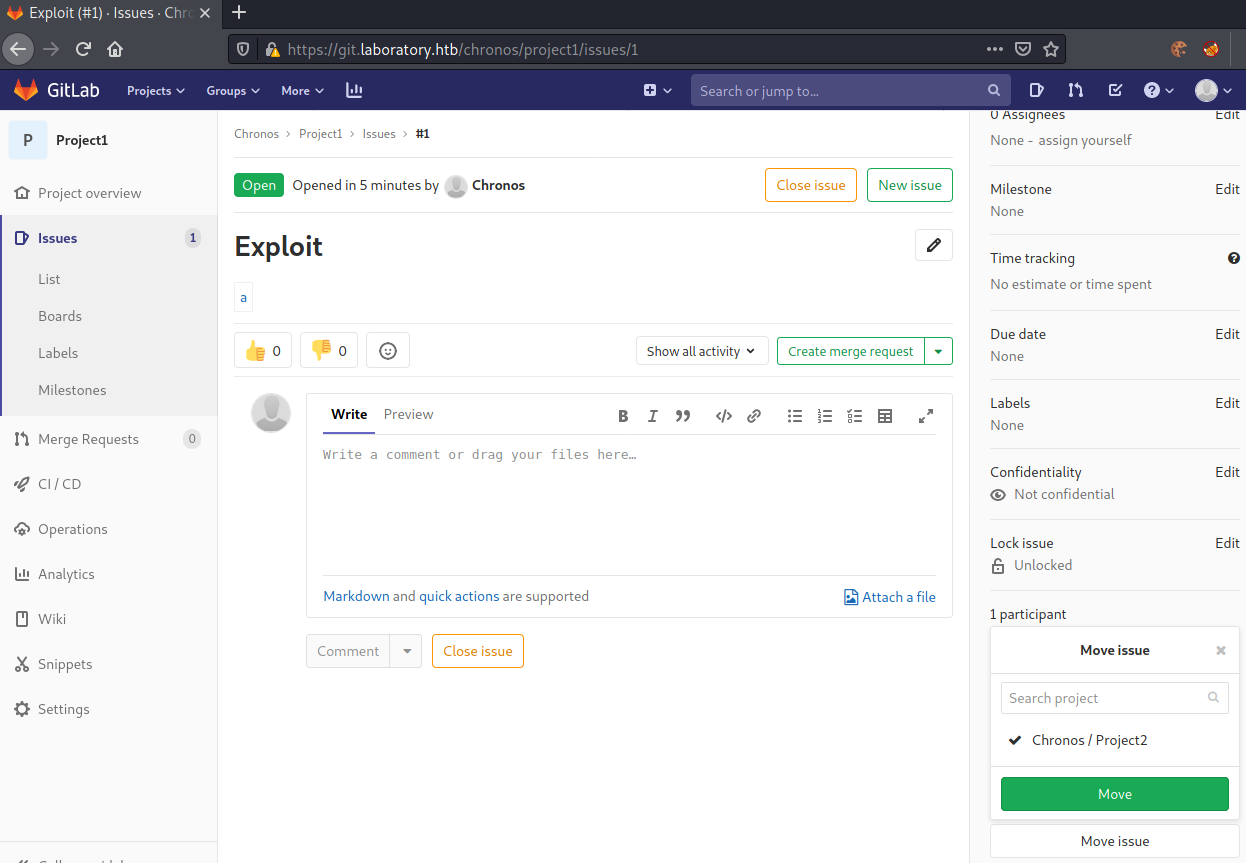 Exploit (#1) · Issues · Chro
https://git.laboratory.htb/chronos/project1/issues/1
GitLab Projects Groups More Search or jump to…
P Project1
Project overview
Issues 1
List
Boards
Labels
Milestones
Merge Requests 0
CI / CD
Operations
Analytics
Wiki
Snippets
Settings
Chronos › Project1 › Issues › #1
Open Opened in 5 minutes by Chronos Close issue New issue
Exploit
a
0 0 Show all activity Create merge request
Write Preview
Write a comment or drag your files here…
Markdown and quick actions are supported Attach a file
Comment Close issue
0 Assignees Edit
None - assign yourself
Milestone Edit
None
Time tracking
No estimate or time spent
Due date Edit
None
Labels Edit
None
Confidentiality Edit
Not confidential
Lock issue Edit
Unlocked
1 participant
Move issue
Search project
Chronos / Project2
Move
Move issue